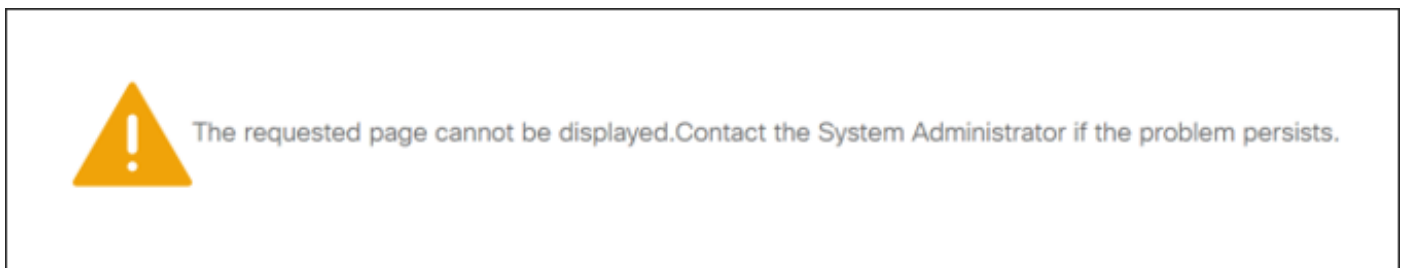 The requested page cannot be displayed.Contact the System Administrator if the problem persists.